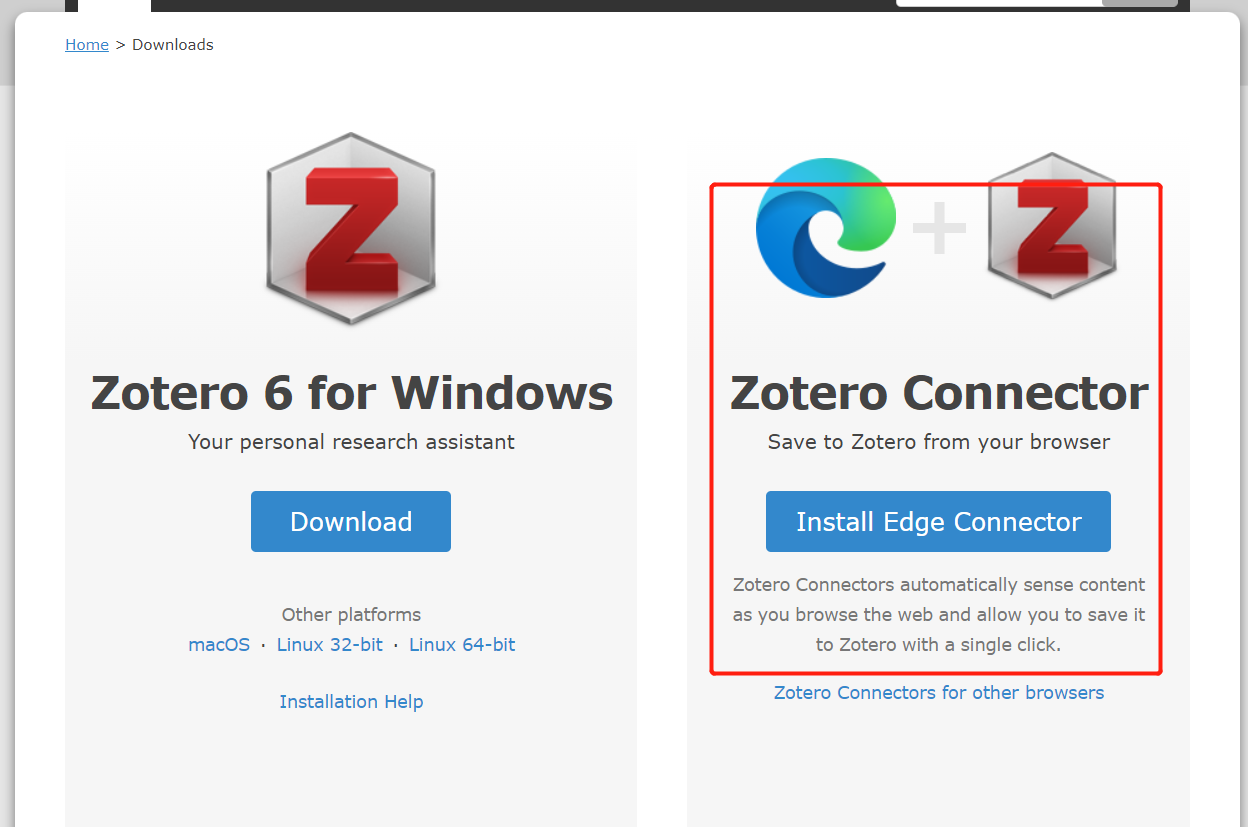 Home > Downloads
Zotero 6 for Windows
Your personal research assistant
Download
Other platforms
macOS · Linux 32-bit · Linux 64-bit
Installation Help
Zotero Connector
Save to Zotero from your browser
Install Edge Connector
Zotero Connectors automatically sense content
as you browse the web and allow you to save it
to Zotero with a single click.
Zotero Connectors for other browsers